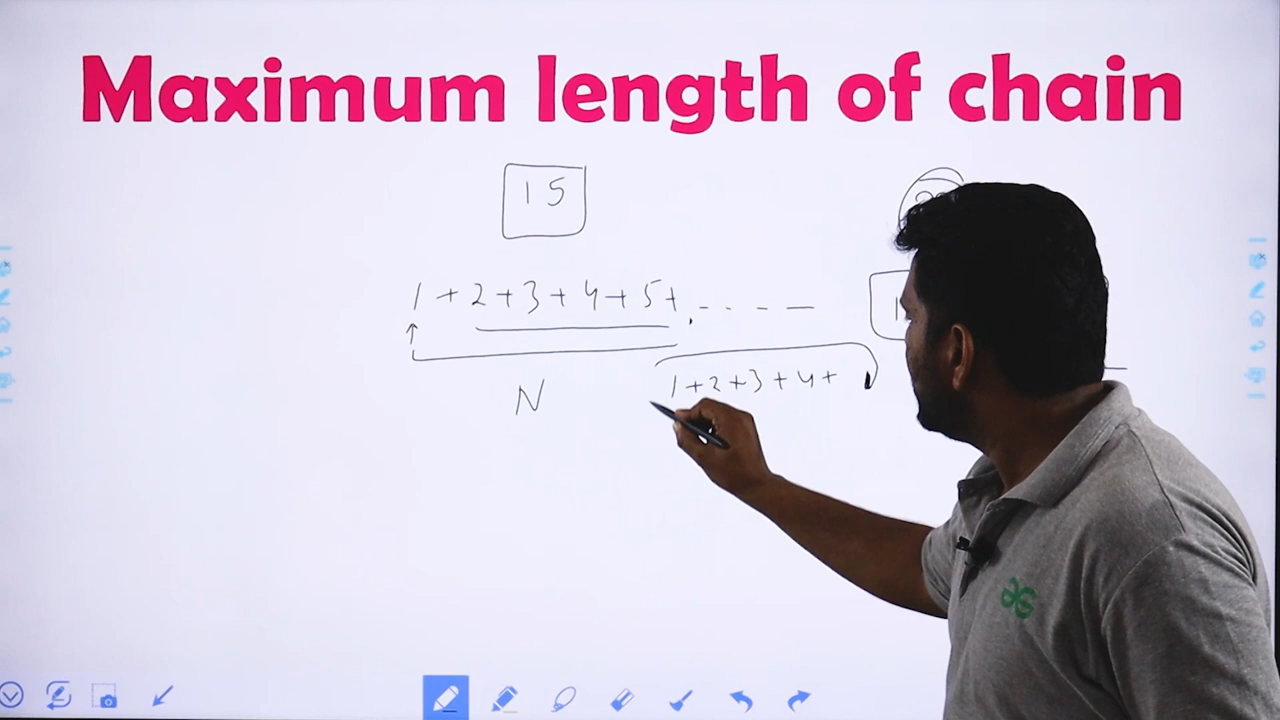 Maximum length of chain
15
1 + 2 + 3 + 4 + 5 + . - - - —
1 + 2 + 3 + 4 +
N